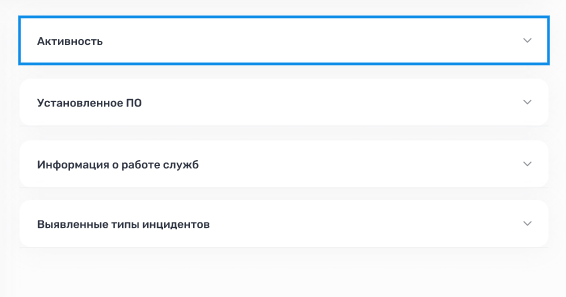 Активность
Установленное ПО
Информация о работе служб
Выявленные типы инцидентов